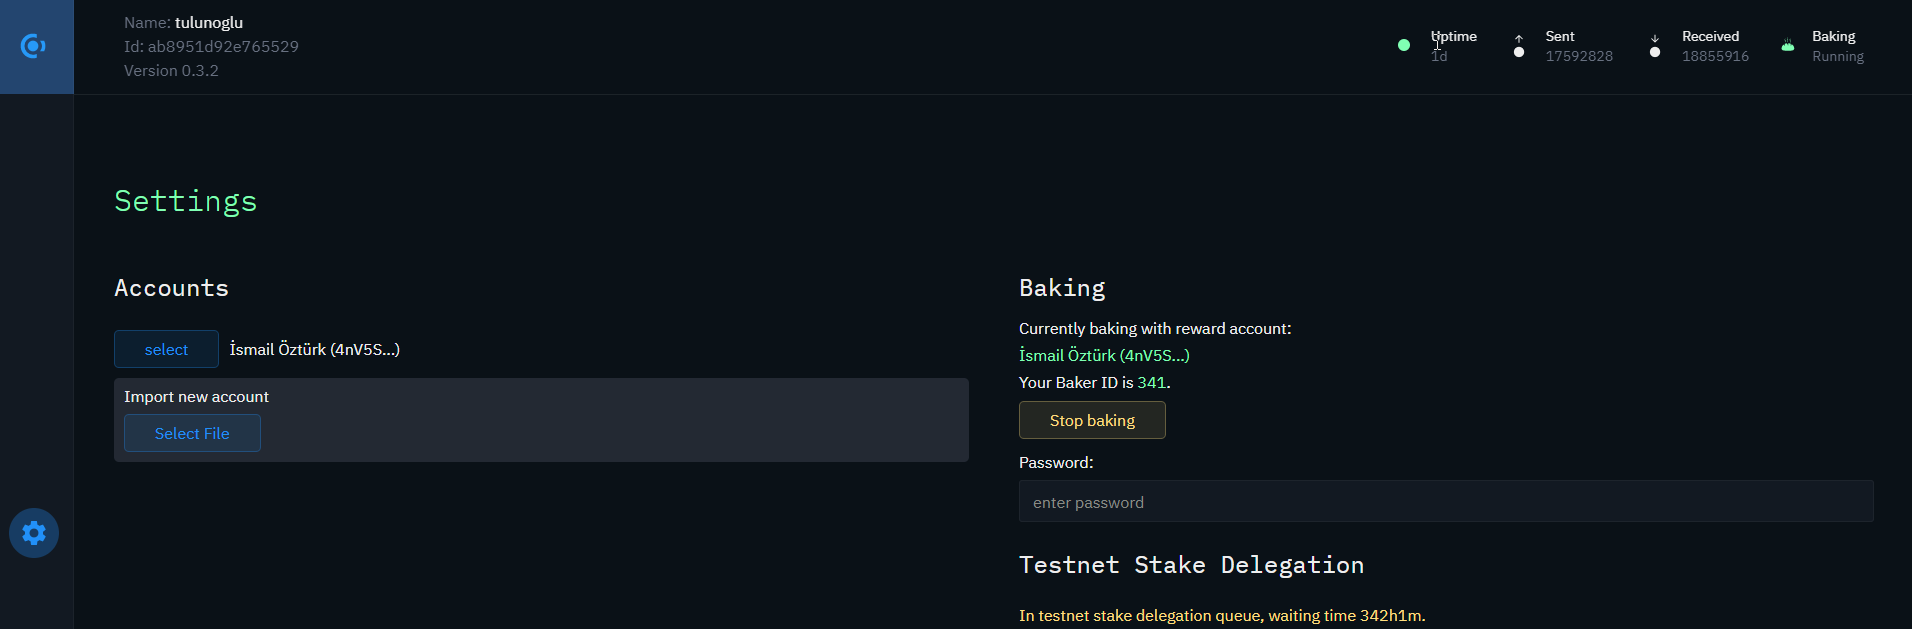 Name: tulunoglu
Id: ab8951d92e765529
Version 0.3.2
Uptime
1d
Sent
17592828
Received
18855916
Baking
Running
Settings
Accounts
select İsmail Öztürk (4nV5S...)
Import new account
Select File
Baking
Currently baking with reward account:
İsmail Öztürk (4nV5S...)
Your Baker ID is 341.
Stop baking
Password:
enter password
Testnet Stake Delegation
In testnet stake delegation queue, waiting time 342h1m.